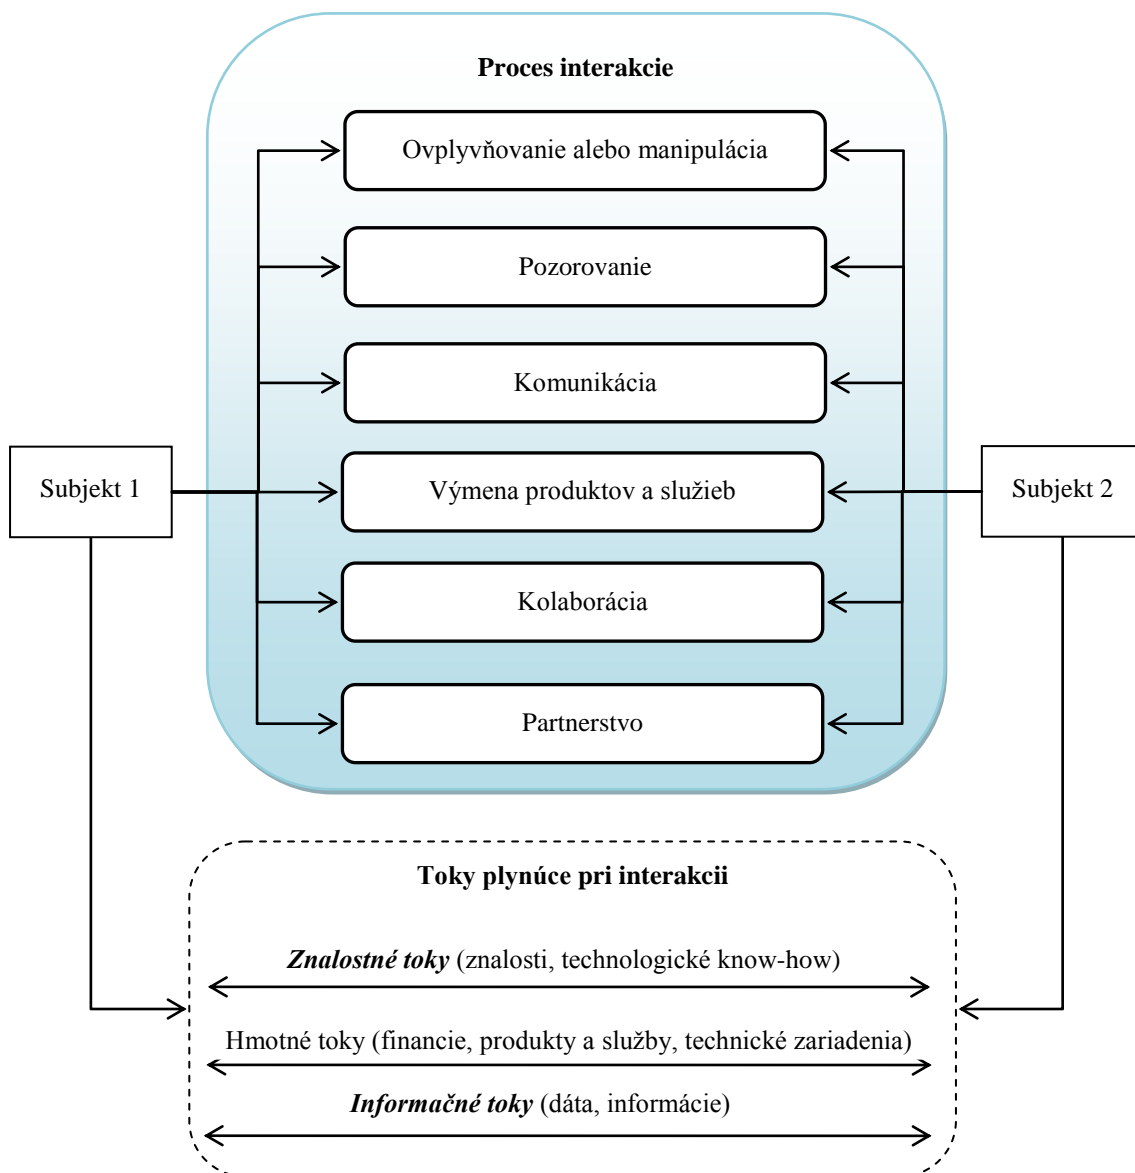 Proces interakcie
Ovplyvňovanie alebo manipulácia
Pozorovanie
Komunikácia
Subjekt 1
Výmena produktov a služieb
Subjekt 2
Kolaborácia
Partnerstvo
Toky plynúce pri interakcii
Znalostné toky (znalosti, technologické know-how)
Hmotné toky (financie, produkty a služby, technické zariadenia)
Informačné toky (dáta, informácie)